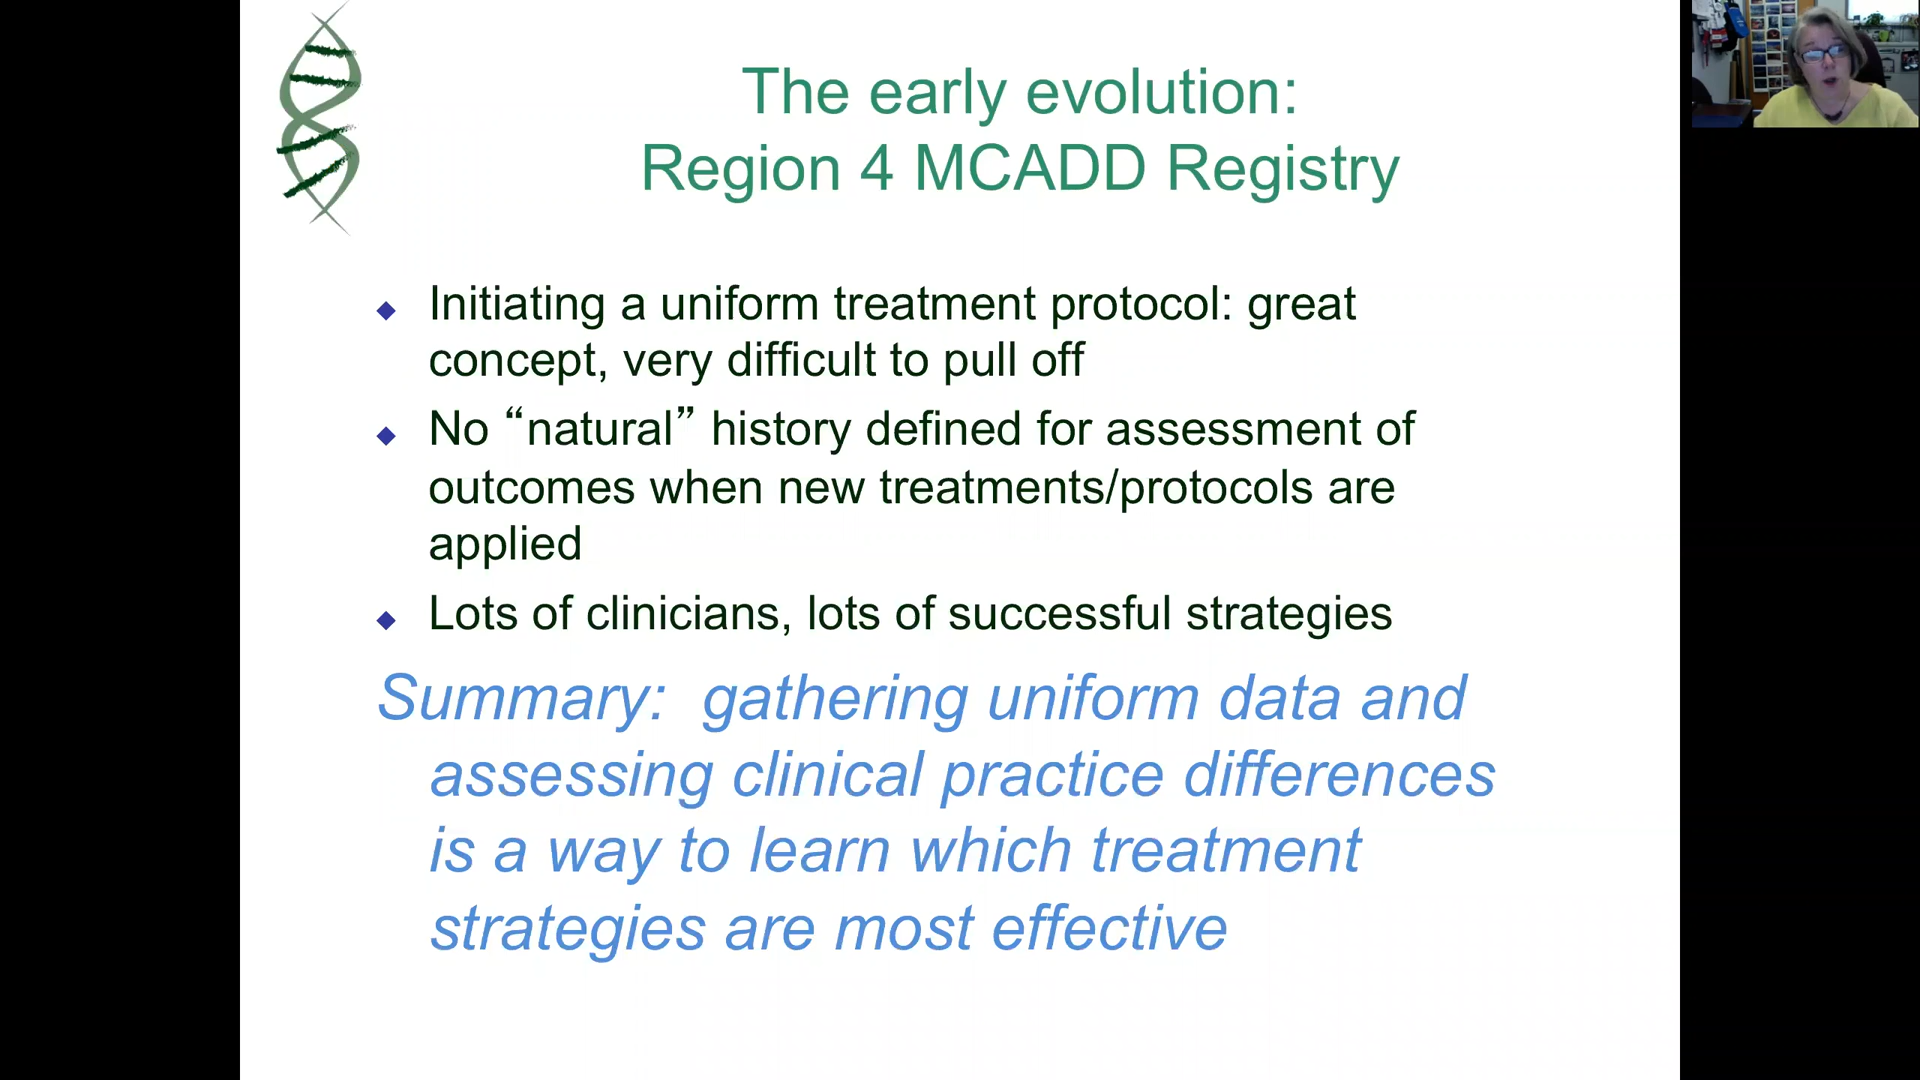 The early evolution:
Region 4 MCADD Registry
Initiating a uniform treatment protocol: great
concept, very difficult to pull off
No “natural” history defined for assessment of
outcomes when new treatments/protocols are
applied
Lots of clinicians, lots of successful strategies
Summary:  gathering uniform data and
assessing clinical practice differences
is a way to learn which treatment
strategies are most effective